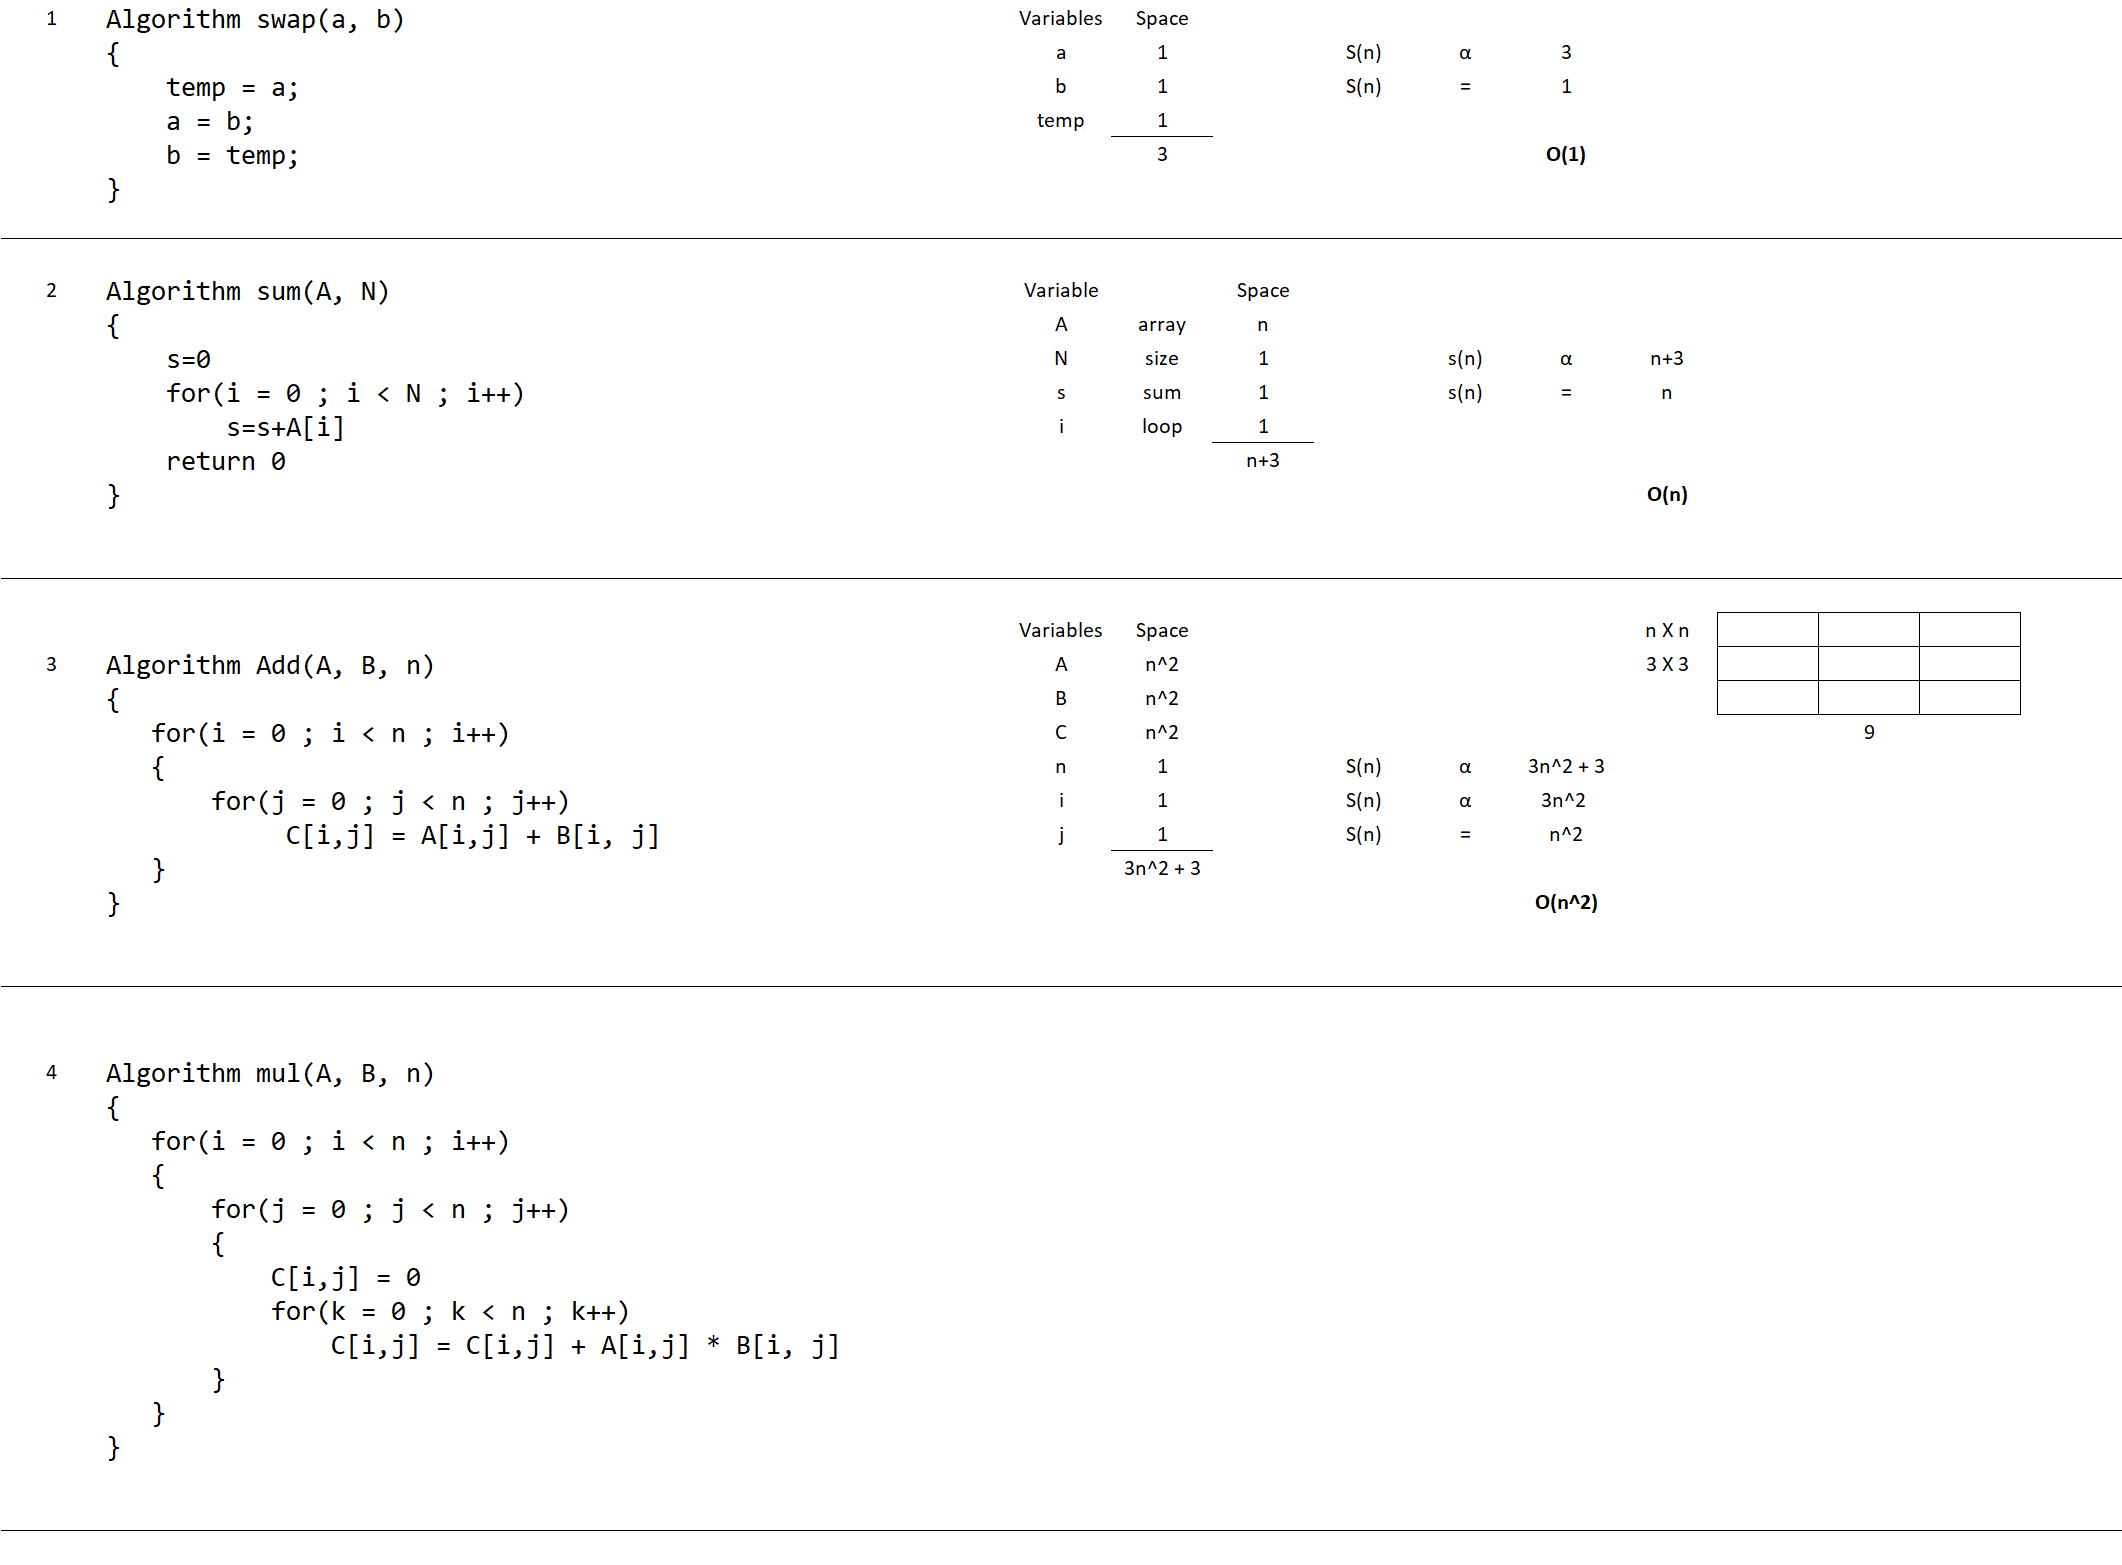 1 Algorithm swap(a, b) Variables Space
{ a 1 S(n) α 3
temp = a; b 1 S(n) = 1
a = b; temp 1
b = temp; 3 O(1)
}
2 Algorithm sum(A, N) Variable Space
{ A array n
s=0 N size 1 s(n) α n+3
for(i = 0 ; i < N ; i++) s sum 1 s(n) = n
s=s+A[i] i loop 1
return 0 n+3
} O(n)
Variables Space n X n
3 Algorithm Add(A, B, n) A n^2 3 X 3
{ B n^2
for(i = 0 ; i < n ; i++) C n^2 9
{ n 1 S(n) α 3n^2 + 3
for(j = 0 ; j < n ; j++) i 1 S(n) α 3n^2
C[i,j] = A[i,j] + B[i, j] j 1 S(n) = n^2
} 3n^2 + 3
} O(n^2)
4 Algorithm mul(A, B, n)
{
for(i = 0 ; i < n ; i++)
{
for(j = 0 ; j < n ; j++)
{
C[i,j] = 0
for(k = 0 ; k < n ; k++)
C[i,j] = C[i,j] + A[i,j] * B[i, j]
}
}
}